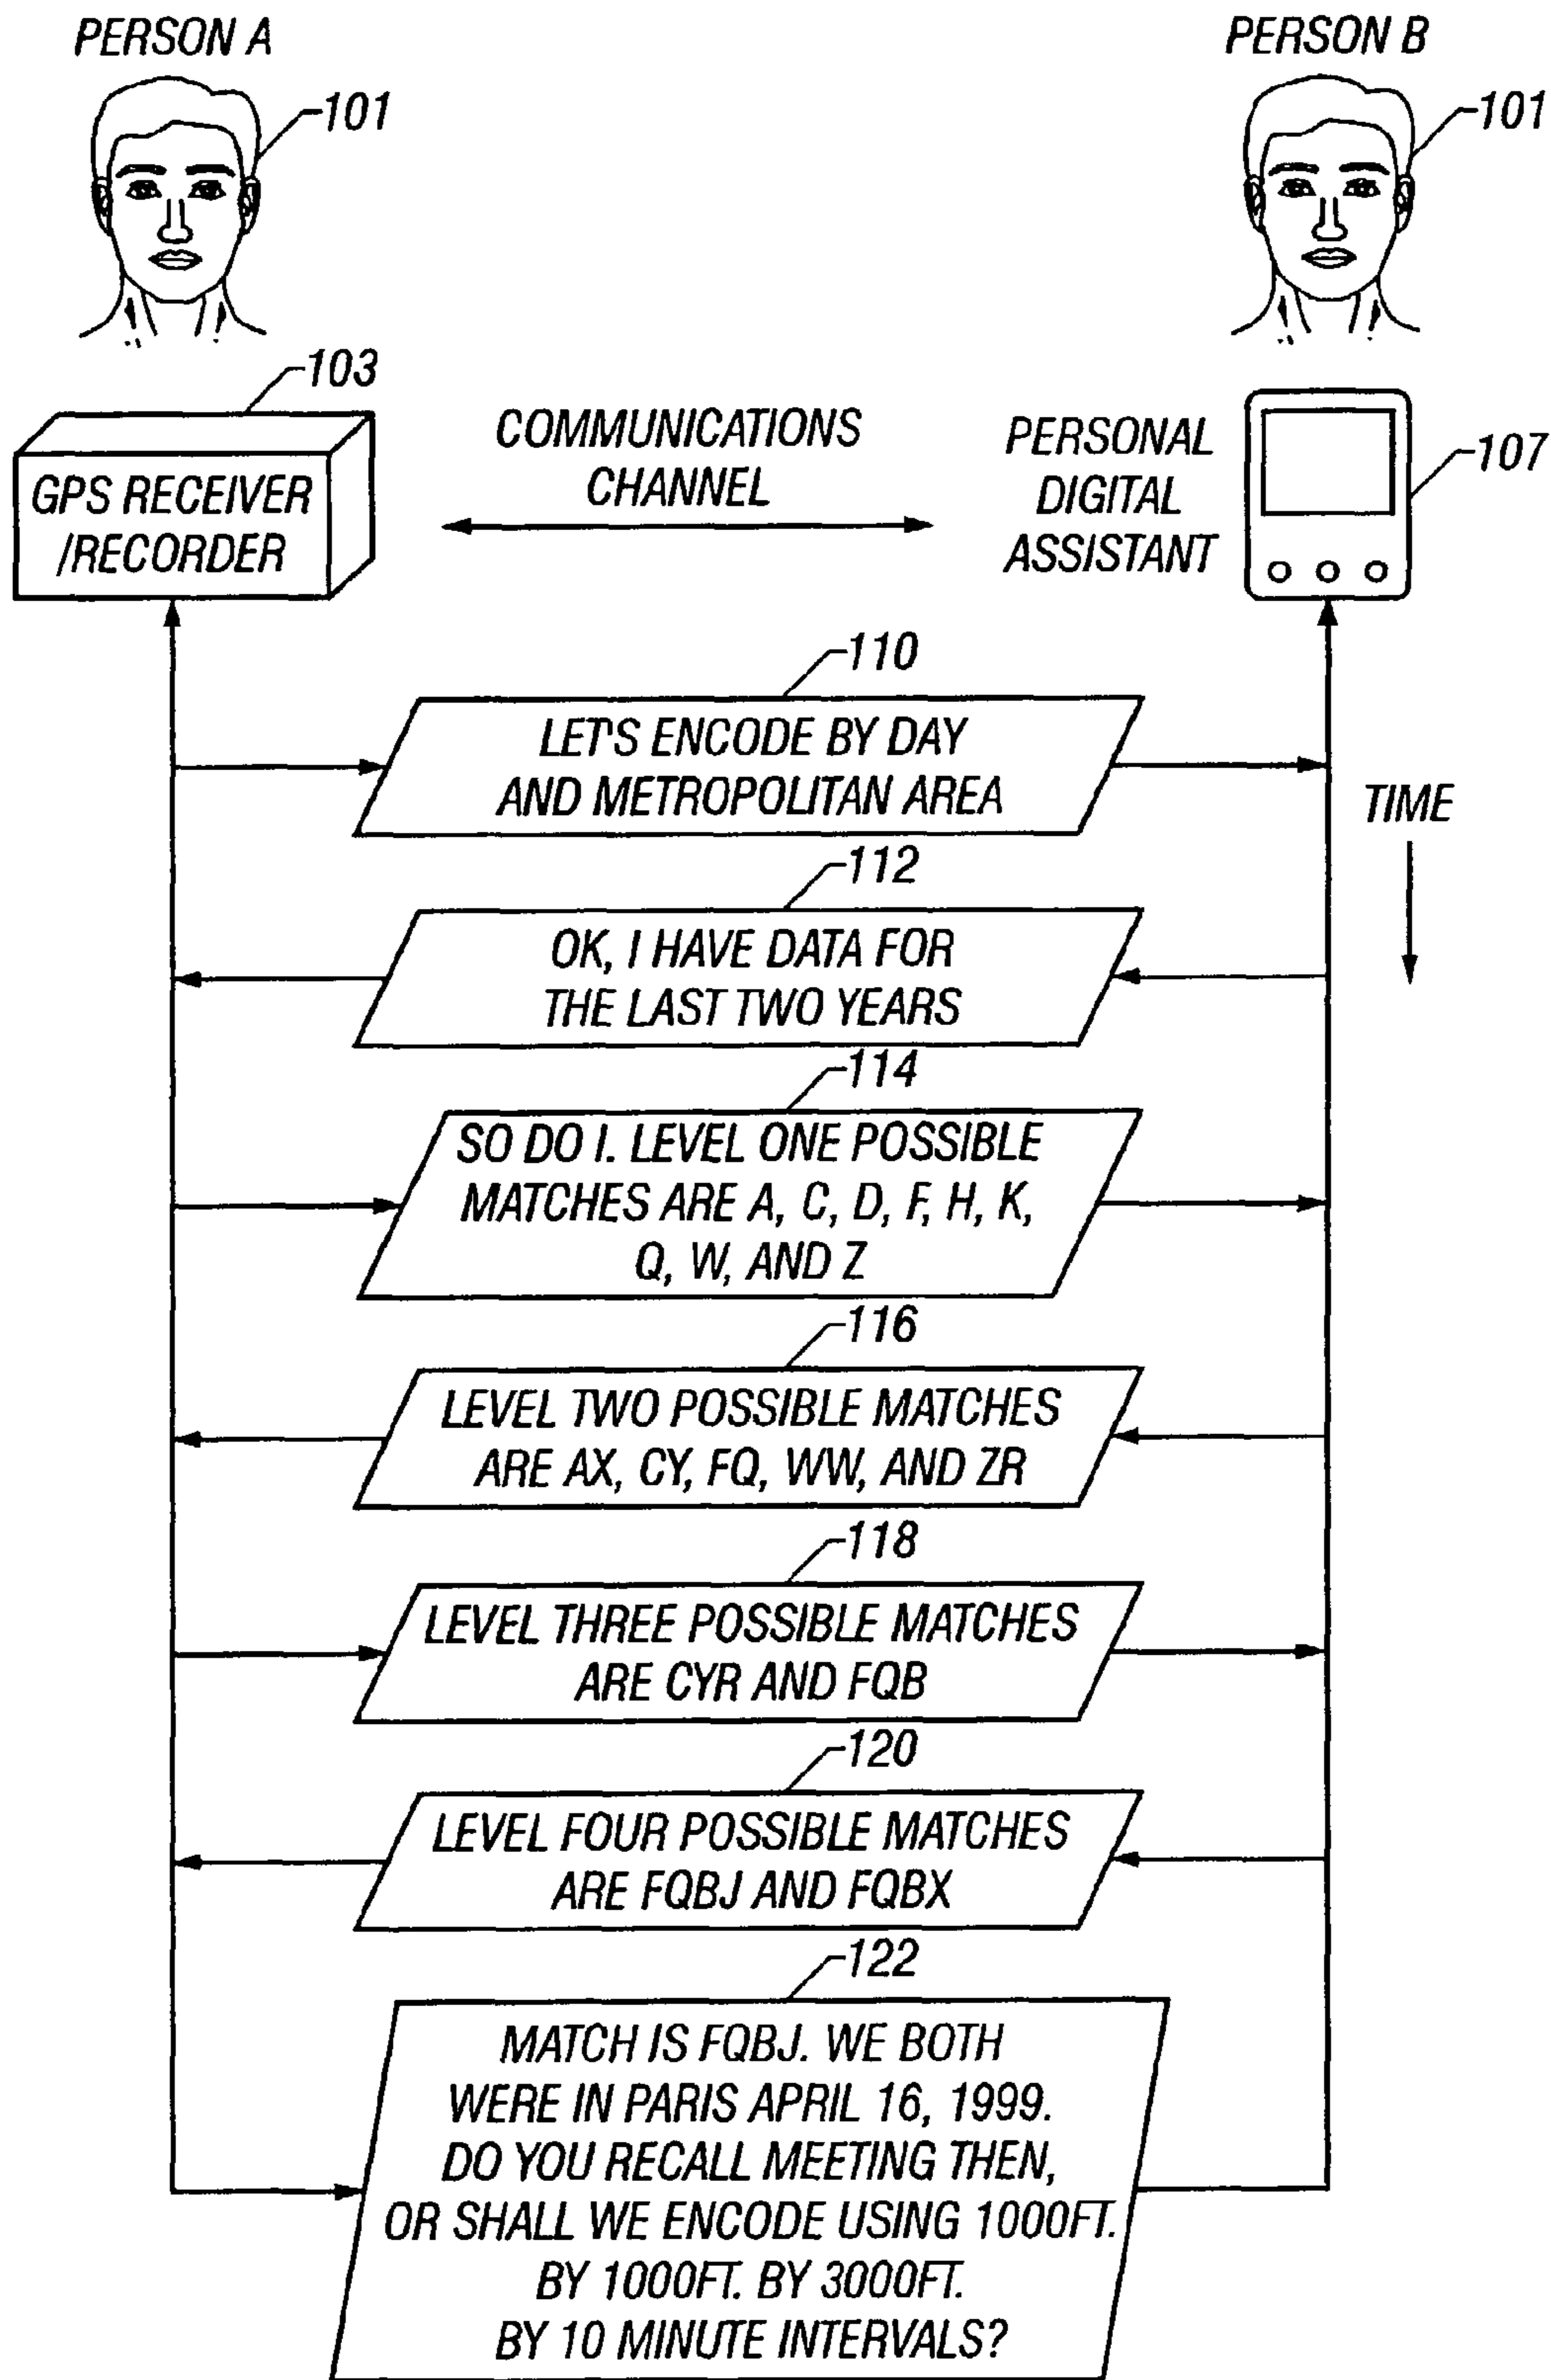 PERSON A
PERSON B
101
101
103
GPS RECEIVER
/RECORDER
COMMUNICATIONS
CHANNEL
PERSONAL
DIGITAL
ASSISTANT
107
110
LET'S ENCODE BY DAY
AND METROPOLITAN AREA
TIME
112
OK, I HAVE DATA FOR
THE LAST TWO YEARS
114
SO DO I. LEVEL ONE POSSIBLE
MATCHES ARE A, C, D, F, H, K,
Q, W, AND Z
116
LEVEL TWO POSSIBLE MATCHES
ARE AX, CY, FQ, WW, AND ZR
118
LEVEL THREE POSSIBLE MATCHES
ARE CYR AND FQB
120
LEVEL FOUR POSSIBLE MATCHES
ARE FQBJ AND FQBX
122
MATCH IS FQBJ. WE BOTH
WERE IN PARIS APRIL 16, 1999.
DO YOU RECALL MEETING THEN,
OR SHALL WE ENCODE USING 1000FT.
BY 1000FT. BY 3000FT.
BY 10 MINUTE INTERVALS?